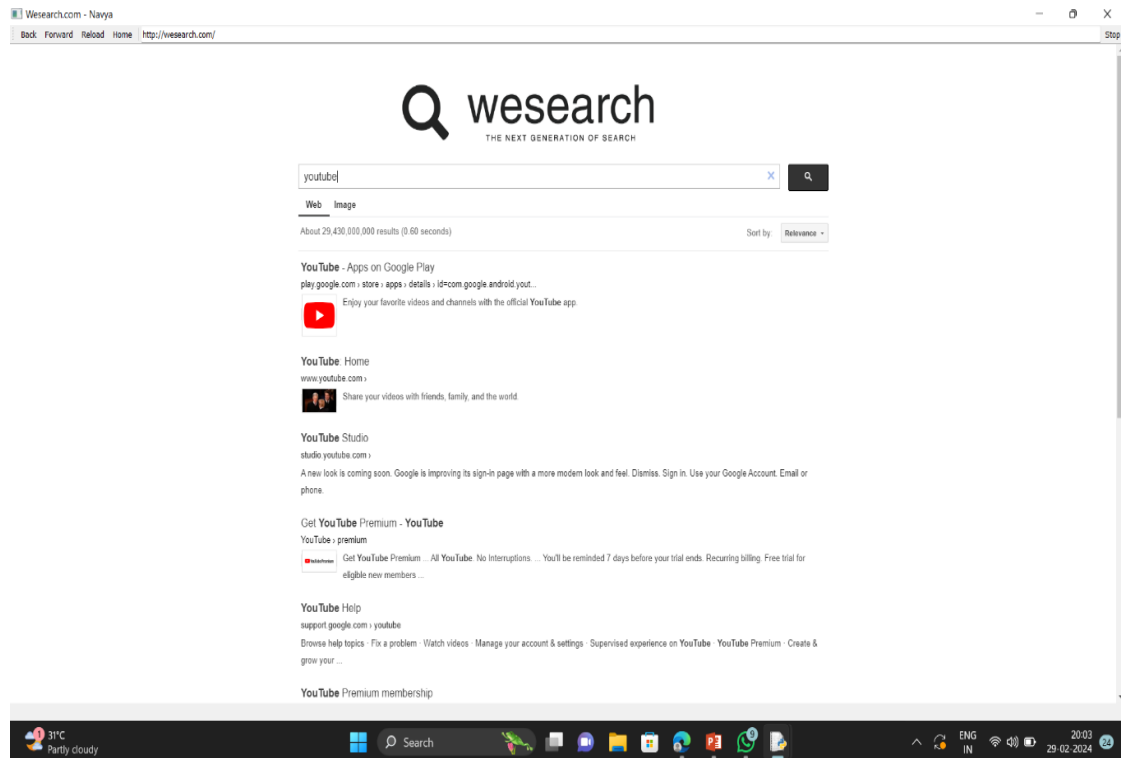 Wesearch.com - Navya
Back Forward Reload Home http://wesearch.com/ Stop
wesearch
THE NEXT GENERATION OF SEARCH
youtube X
Web Image
About 29,430,000,000 results (0.60 seconds) Sort by: Relevance
YouTube - Apps on Google Play
play.google.com › store › apps › details › id=com.google.android.yout...
Enjoy your favorite videos and channels with the official YouTube app.
YouTube: Home
www.youtube.com ›
Share your videos with friends, family, and the world.
YouTube Studio
studio.youtube.com ›
A new look is coming soon. Google is improving its sign-in page with a more modern look and feel. Dismiss. Sign in. Use your Google Account. Email or
phone.
Get YouTube Premium - YouTube
YouTube › premium
Get YouTube Premium ... All YouTube. No Interruptions. ... You'll be reminded 7 days before your trial ends. Recurring billing. Free trial for
eligible new members ...
YouTube Help
support.google.com › youtube
Browse help topics · Fix a problem · Watch videos · Manage your account & settings · Supervised experience on YouTube · YouTube Premium · Create &
grow your ...
YouTube Premium membership
1 31°C
Partly cloudy
Search
9
ENG
IN
20:03
29-02-2024
24